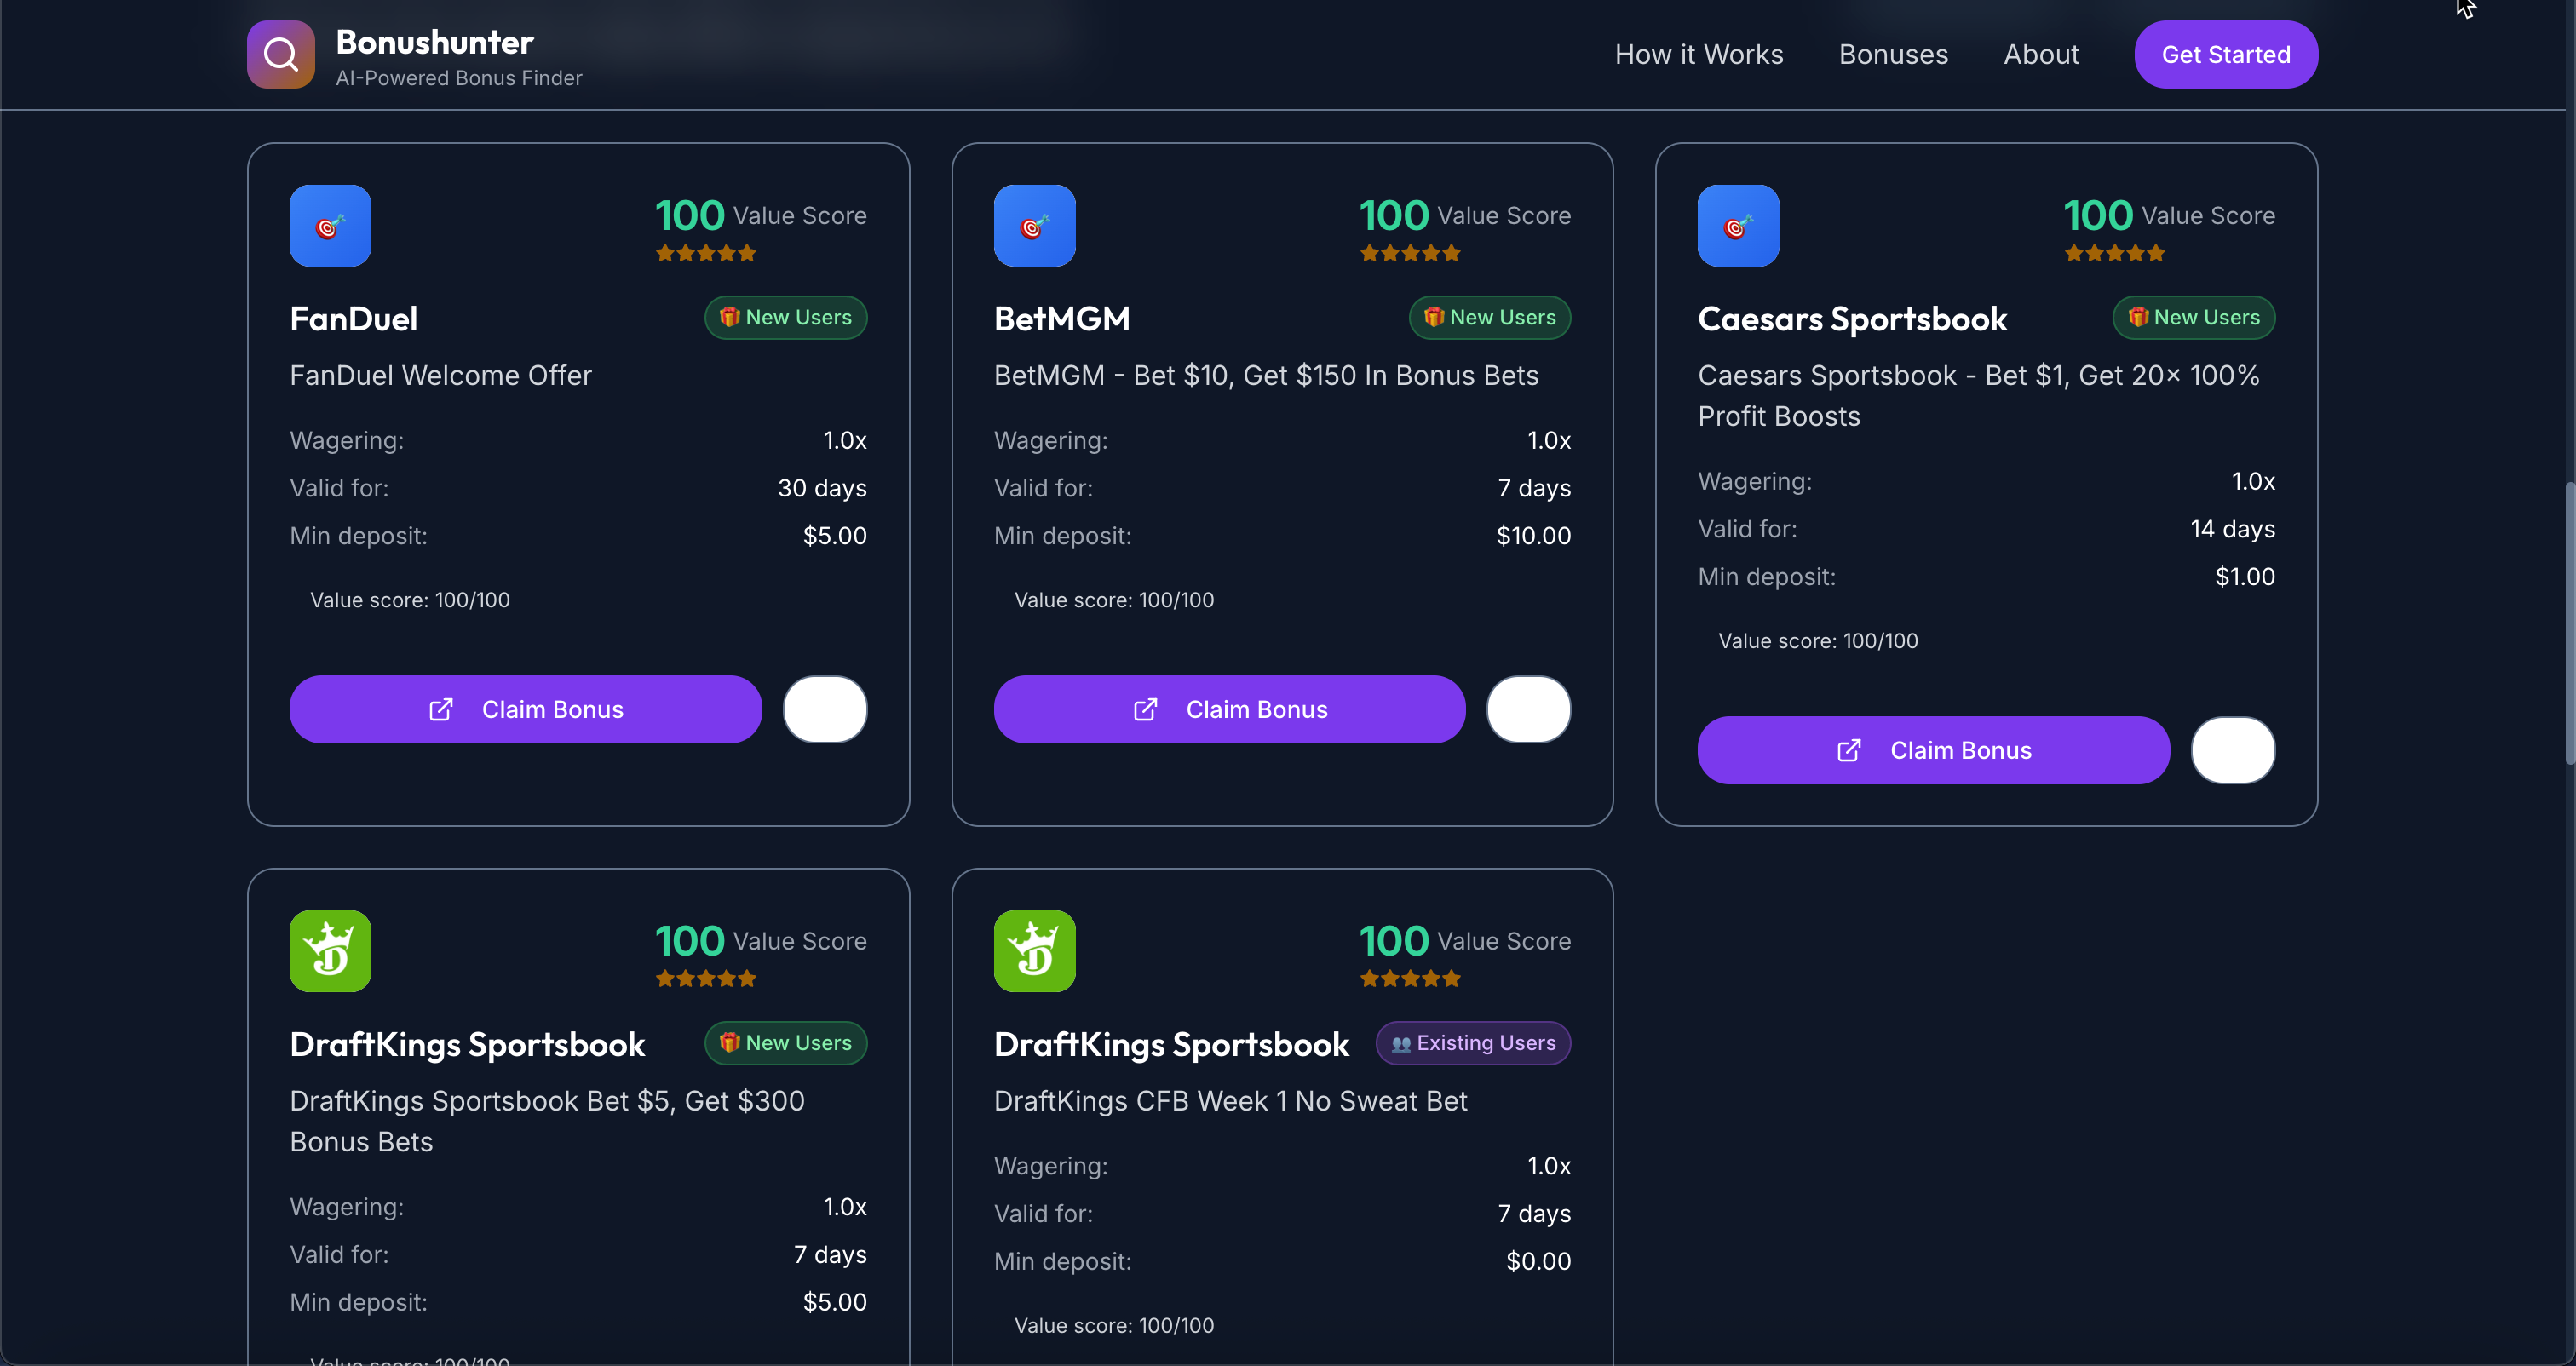 Bonushunter
AI-Powered Bonus Finder
How it Works
Bonuses
About
Get Started
100 Value Score
FanDuel
🎁 New Users
FanDuel Welcome Offer
Wagering: 1.0x
Valid for: 30 days
Min deposit: $5.00
Value score: 100/100
Claim Bonus
100 Value Score
BetMGM
🎁 New Users
BetMGM - Bet $10, Get $150 In Bonus Bets
Wagering: 1.0x
Valid for: 7 days
Min deposit: $10.00
Value score: 100/100
Claim Bonus
100 Value Score
Caesars Sportsbook
🎁 New Users
Caesars Sportsbook - Bet $1, Get 20× 100%
Profit Boosts
Wagering: 1.0x
Valid for: 14 days
Min deposit: $1.00
Value score: 100/100
Claim Bonus
100 Value Score
DraftKings Sportsbook
🎁 New Users
DraftKings Sportsbook Bet $5, Get $300
Bonus Bets
Wagering: 1.0x
Valid for: 7 days
Min deposit: $5.00
Value score: 100/100
100 Value Score
DraftKings Sportsbook
👥 Existing Users
DraftKings CFB Week 1 No Sweat Bet
Wagering: 1.0x
Valid for: 7 days
Min deposit: $0.00
Value score: 100/100